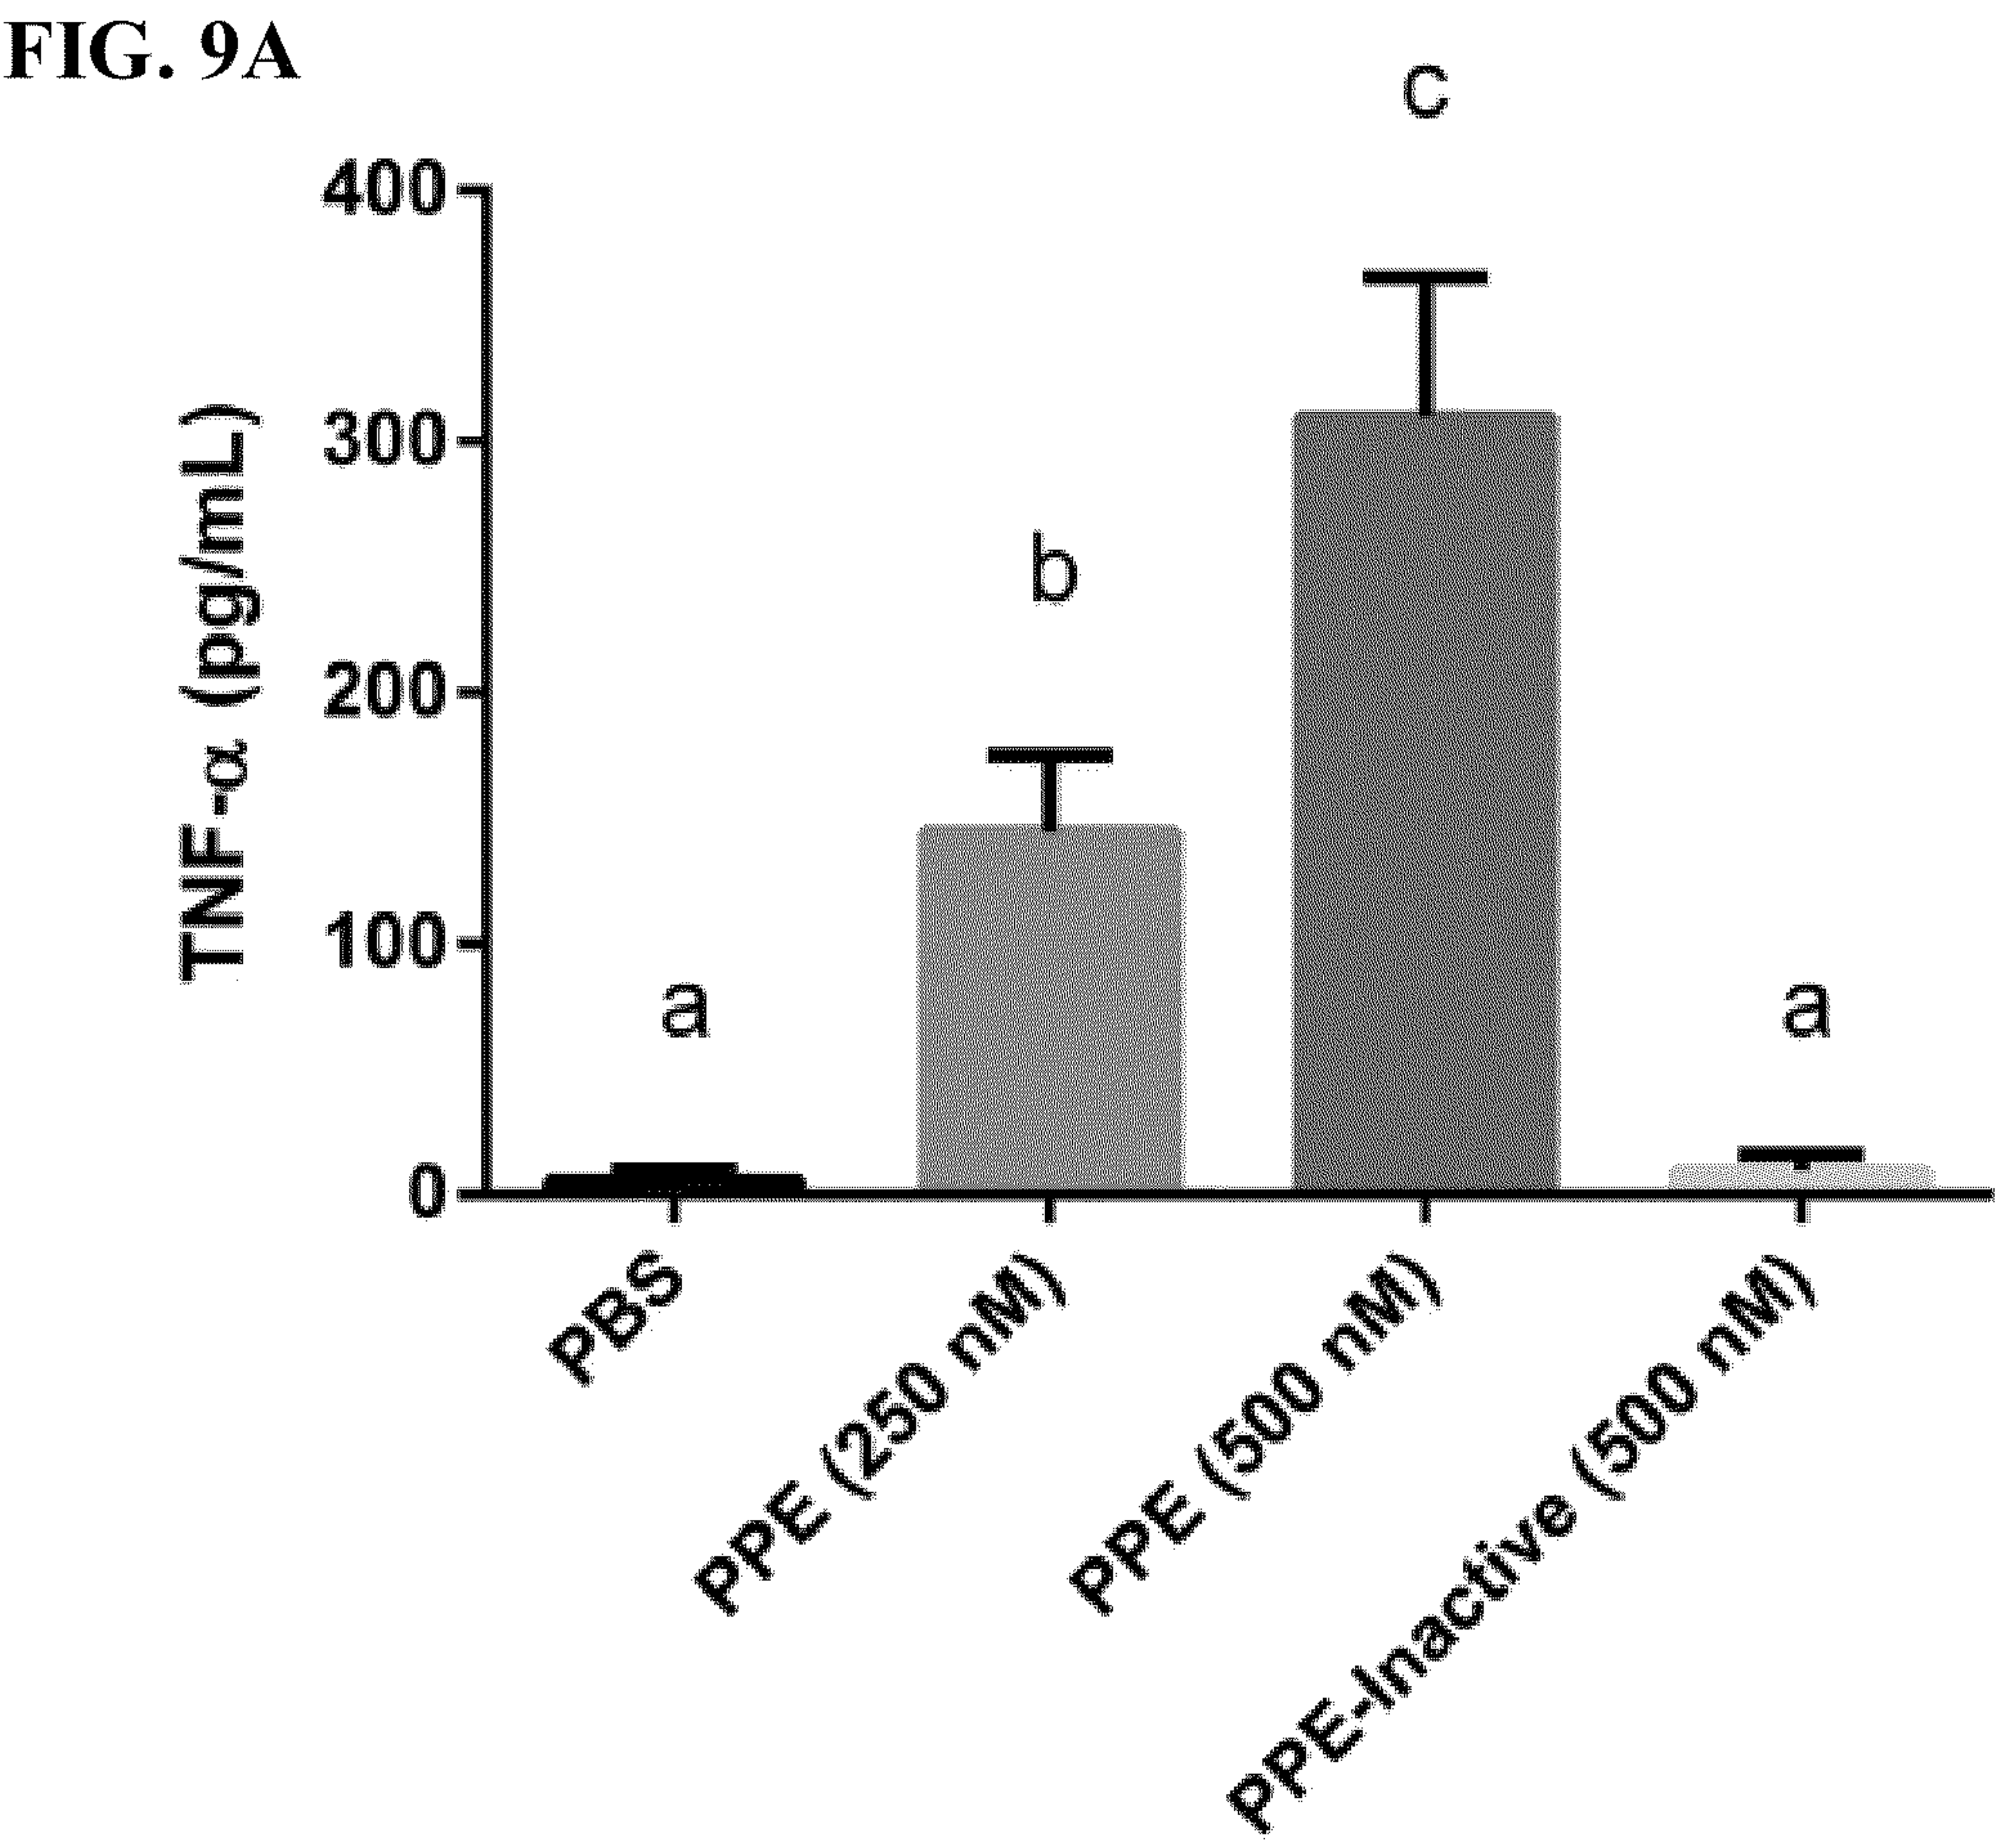 FIG. 9A
c
400
300
b
200
100
a
a
0
TNF-α (pg/mL)
PBS
PPE (250 nM)
PPE (500 nM)
PPE-Inactive (500 nM)